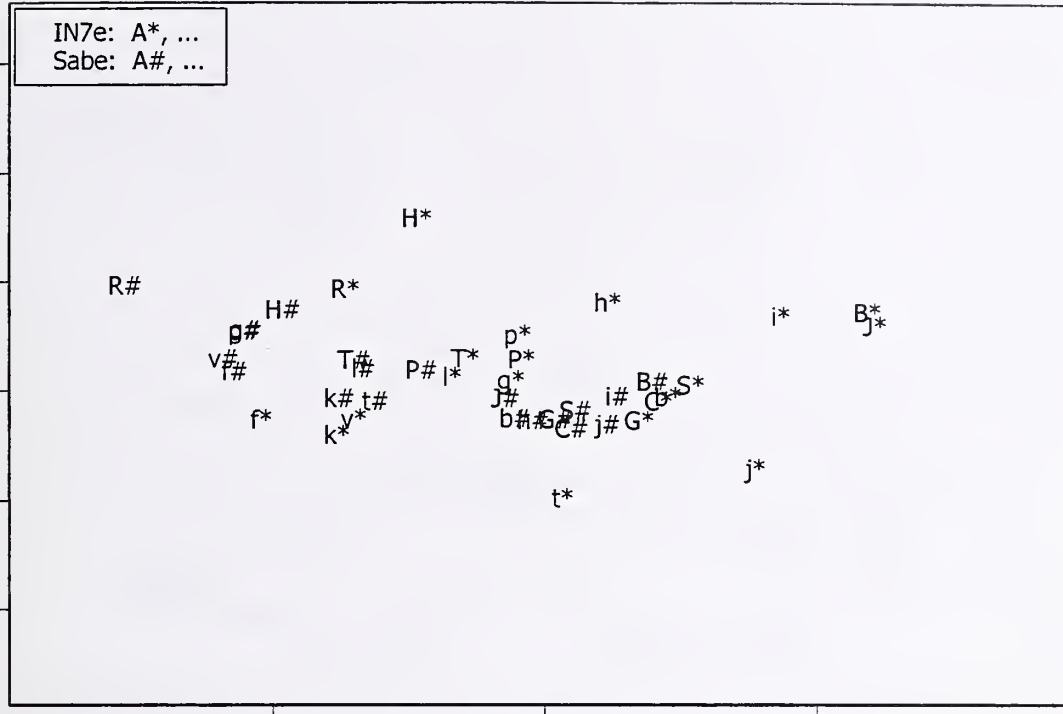 IN7e: A*, ...
Sabe: A#, ...
H*
R#
R*
H#
h*
i*
B*
J*
g#
p*
v#
T#
T*
P*
l#
f#
P#
l*
g*
B#
S*
k#
t#
J#
i#
C*
b*
f*
v*
b#
h#
G#
S#
C#
j#
G*
k*
j*
t*